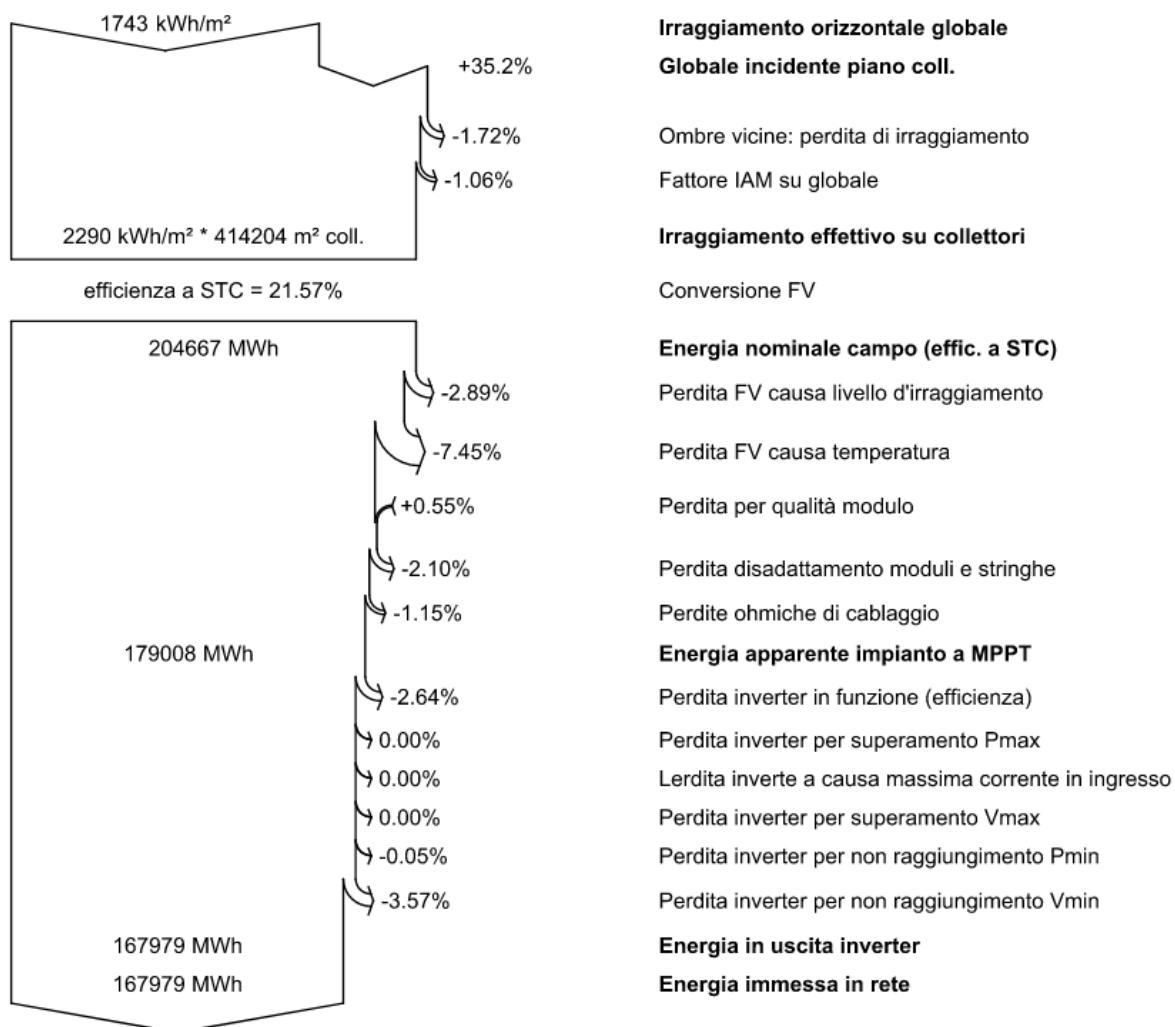 1743 kWh/m² Irraggiamento orizzontale globale
+35.2% Globale incidente piano coll.
-1.72% Ombre vicine: perdita di irraggiamento
-1.06% Fattore IAM su globale
2290 kWh/m² * 414204 m² coll. Irraggiamento effettivo su collettori
efficienza a STC = 21.57% Conversione FV
204667 MWh Energia nominale campo (effic. a STC)
-2.89% Perdita FV causa livello d'irraggiamento
-7.45% Perdita FV causa temperatura
+0.55% Perdita per qualità modulo
-2.10% Perdita disadattamento moduli e stringhe
-1.15% Perdite ohmiche di cablaggio
179008 MWh Energia apparente impianto a MPPT
-2.64% Perdita inverter in funzione (efficienza)
0.00% Perdita inverter per superamento Pmax
0.00% Lerdita inverte a causa massima corrente in ingresso
0.00% Perdita inverter per superamento Vmax
-0.05% Perdita inverter per non raggiungimento Pmin
-3.57% Perdita inverter per non raggiungimento Vmin
167979 MWh Energia in uscita inverter
167979 MWh Energia immessa in rete